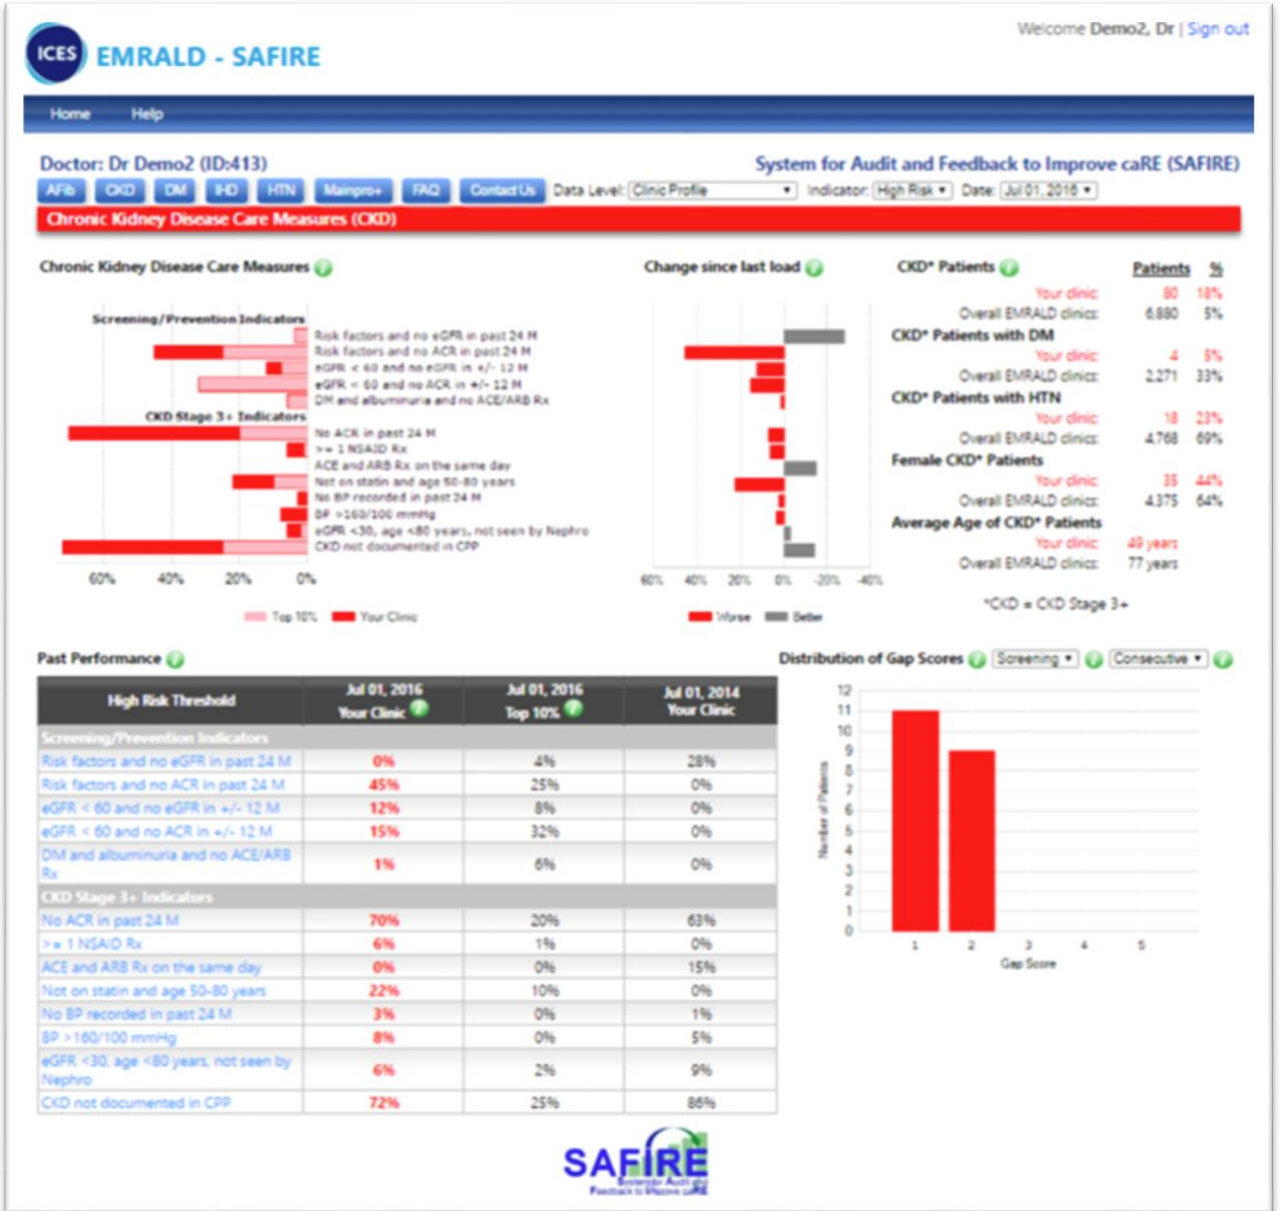 ICES EMRALD - SAFIRE
Welcome Demo2, Dr | Sign out
Home Help
Doctor: Dr Demo2 (ID:413)
System for Audit and Feedback to Improve caRE (SAFIRE)
AFib CKD DM IHD HTN Mainpro+ FAQ Contact Us Data Level: Clinic Profile Indicator: High Risk Date: Jul 01, 2016
Chronic Kidney Disease Care Measures (CKD)
Chronic Kidney Disease Care Measures
Screening/Prevention Indicators
Risk factors and no eGFR in past 24 M
Risk factors and no ACR in past 24 M
eGFR < 60 and no eGFR in +/- 12 M
eGFR < 60 and no ACR in +/- 12 M
DM and albuminuria and no ACE/ARB Rx
CKD Stage 3+ Indicators
No ACR in past 24 M
>= 1 NSAID Rx
ACE and ARB Rx on the same day
Not on statin and age 50-80 years
No BP recorded in past 24 M
BP >160/100 mmHg
eGFR <30, age <80 years, not seen by Nephro
CKD not documented in CPP
60% 40% 20% 0%
Top 10% Your Clinic
Change since last load
60% 40% 20% 0% -20% -40%
Worse Better
CKD* Patients Patients %
Your clinic: 80 18%
Overall EMRALD clinics: 6,880 5%
CKD* Patients with DM
Your clinic: 4 5%
Overall EMRALD clinics: 2,271 33%
CKD* Patients with HTN
Your clinic: 18 23%
Overall EMRALD clinics: 4,768 69%
Female CKD* Patients
Your clinic: 35 44%
Overall EMRALD clinics: 4,375 64%
Average Age of CKD* Patients
Your clinic: 49 years
Overall EMRALD clinics: 77 years
*CKD = CKD Stage 3+
Past Performance
High Risk Threshold Jul 01, 2016 Your Clinic Jul 01, 2016 Top 10% Jul 01, 2014 Your Clinic
Screening/Prevention Indicators
Risk factors and no eGFR in past 24 M 0% 4% 28%
Risk factors and no ACR in past 24 M 45% 25% 0%
eGFR < 60 and no eGFR in +/- 12 M 12% 8% 0%
eGFR < 60 and no ACR in +/- 12 M 15% 32% 0%
DM and albuminuria and no ACE/ARB Rx 1% 6% 0%
CKD Stage 3+ Indicators
No ACR in past 24 M 70% 20% 63%
>= 1 NSAID Rx 6% 1% 0%
ACE and ARB Rx on the same day 0% 0% 15%
Not on statin and age 50-80 years 22% 10% 0%
No BP recorded in past 24 M 3% 0% 1%
BP >160/100 mmHg 8% 0% 5%
eGFR <30, age <80 years, not seen by Nephro 6% 2% 9%
CKD not documented in CPP 72% 25% 86%
Distribution of Gap Scores Screening Consecutive
12
11
10
9
8
7
6
5
4
3
2
1
0
Number of Patients
1 2 3 4 5
Gap Score
SAFIRE
System for Audit and
Feedback to Improve caRE